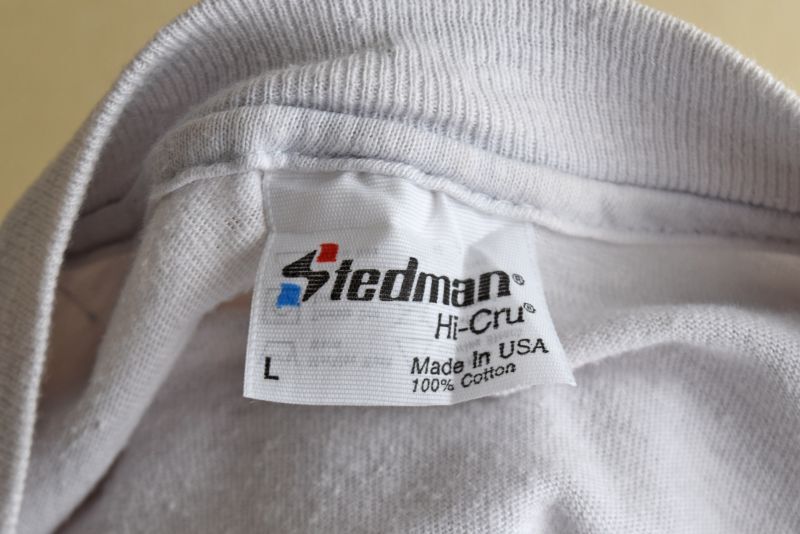 Stedman®
Hi-Cru®
L
Made In USA
100% Cotton